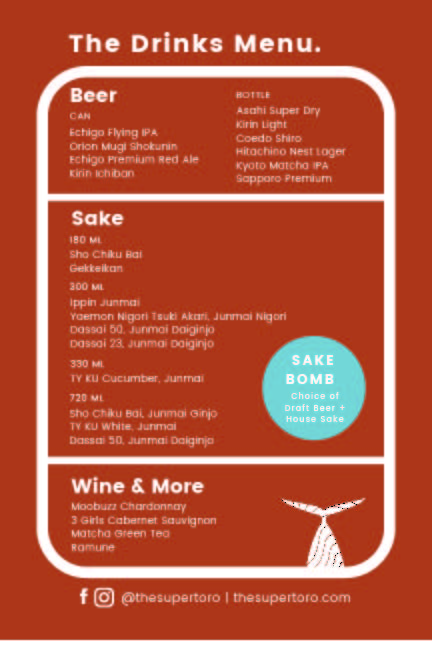 The Drinks Menu.
Beer
CAN
Echigo Flying IPA
Orion Mugi Shokunin
Echigo Premium Red Ale
Kirin Ichiban
BOTTLE
Asahi Super Dry
Kirin Light
Coedo Shiro
Hitachino Nest Lager
Kyoto Matcha IPA
Sapporo Premium
Sake
180 ML
Sho Chiku Bai
Gekkeikan
300 ML
Ippin Junmai
Yaemon Nigori Tsuki Akari, Junmai Nigori
Dassai 50, Junmai Daiginjo
Dassai 23, Junmai Daiginjo
330 ML
TY KU Cucumber, Junmai
720 ML
Sho Chiku Bai, Junmai Ginjo
TY KU White, Junmai
Dassai 50, Junmai Daiginjo
SAKE
BOMB
Choice of
Draft Beer +
House Sake
Wine & More
Moobuzz Chardonnay
3 Girls Cabernet Sauvignon
Matcha Green Tea
Ramune
@thesupertoro | thesupertoro.com